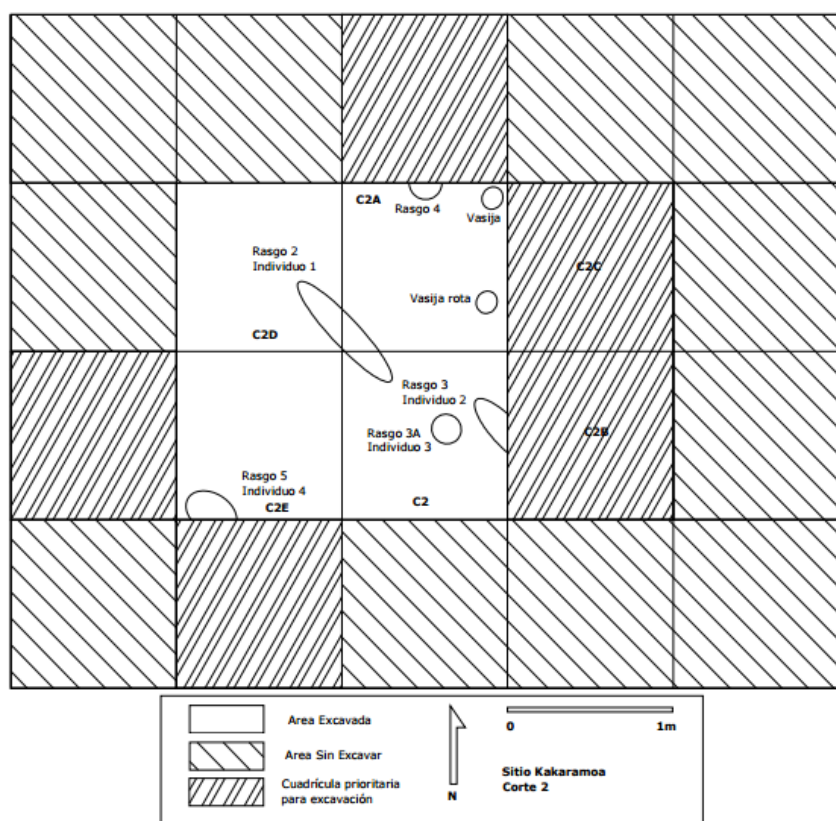 C2A
Rasgo 4
Vasija
Rasgo 2
Individuo 1
C2C
Vasija rota
C2D
Rasgo 3
Individuo 2
Rasgo 3A
Individuo 3
C2B
Rasgo 5
Individuo 4
C2E
C2
Area Excavada
Area Sin Excavar
Cuadrícula prioritaria
para excavación
N
0
1m
Sitio Kakaramoa
Corte 2